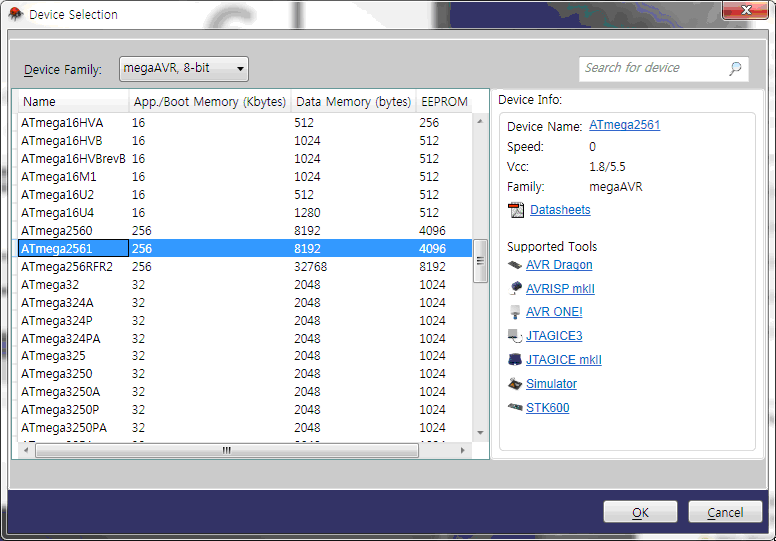 Device Selection
Device Family: megaAVR, 8-bit Search for device
Name App./Boot Memory (Kbytes) Data Memory (bytes) EEPROM
ATmega16HVA 16 512 256
ATmega16HVB 16 1024 512
ATmega16HVBrevB 16 1024 512
ATmega16M1 16 1024 512
ATmega16U2 16 512 512
ATmega16U4 16 1280 512
ATmega2560 256 8192 4096
ATmega2561 256 8192 4096
ATmega256RFR2 256 32768 8192
ATmega32 32 2048 1024
ATmega324A 32 2048 1024
ATmega324P 32 2048 1024
ATmega324PA 32 2048 1024
ATmega325 32 2048 1024
ATmega3250 32 2048 1024
ATmega3250A 32 2048 1024
ATmega3250P 32 2048 1024
ATmega3250PA 32 2048 1024
Device Info:
Device Name: ATmega2561
Speed: 0
Vcc: 1.8/5.5
Family: megaAVR
Datasheets
Supported Tools
AVR Dragon
AVRISP mkII
AVR ONE!
JTAGICE3
JTAGICE mkII
Simulator
STK600
OK Cancel